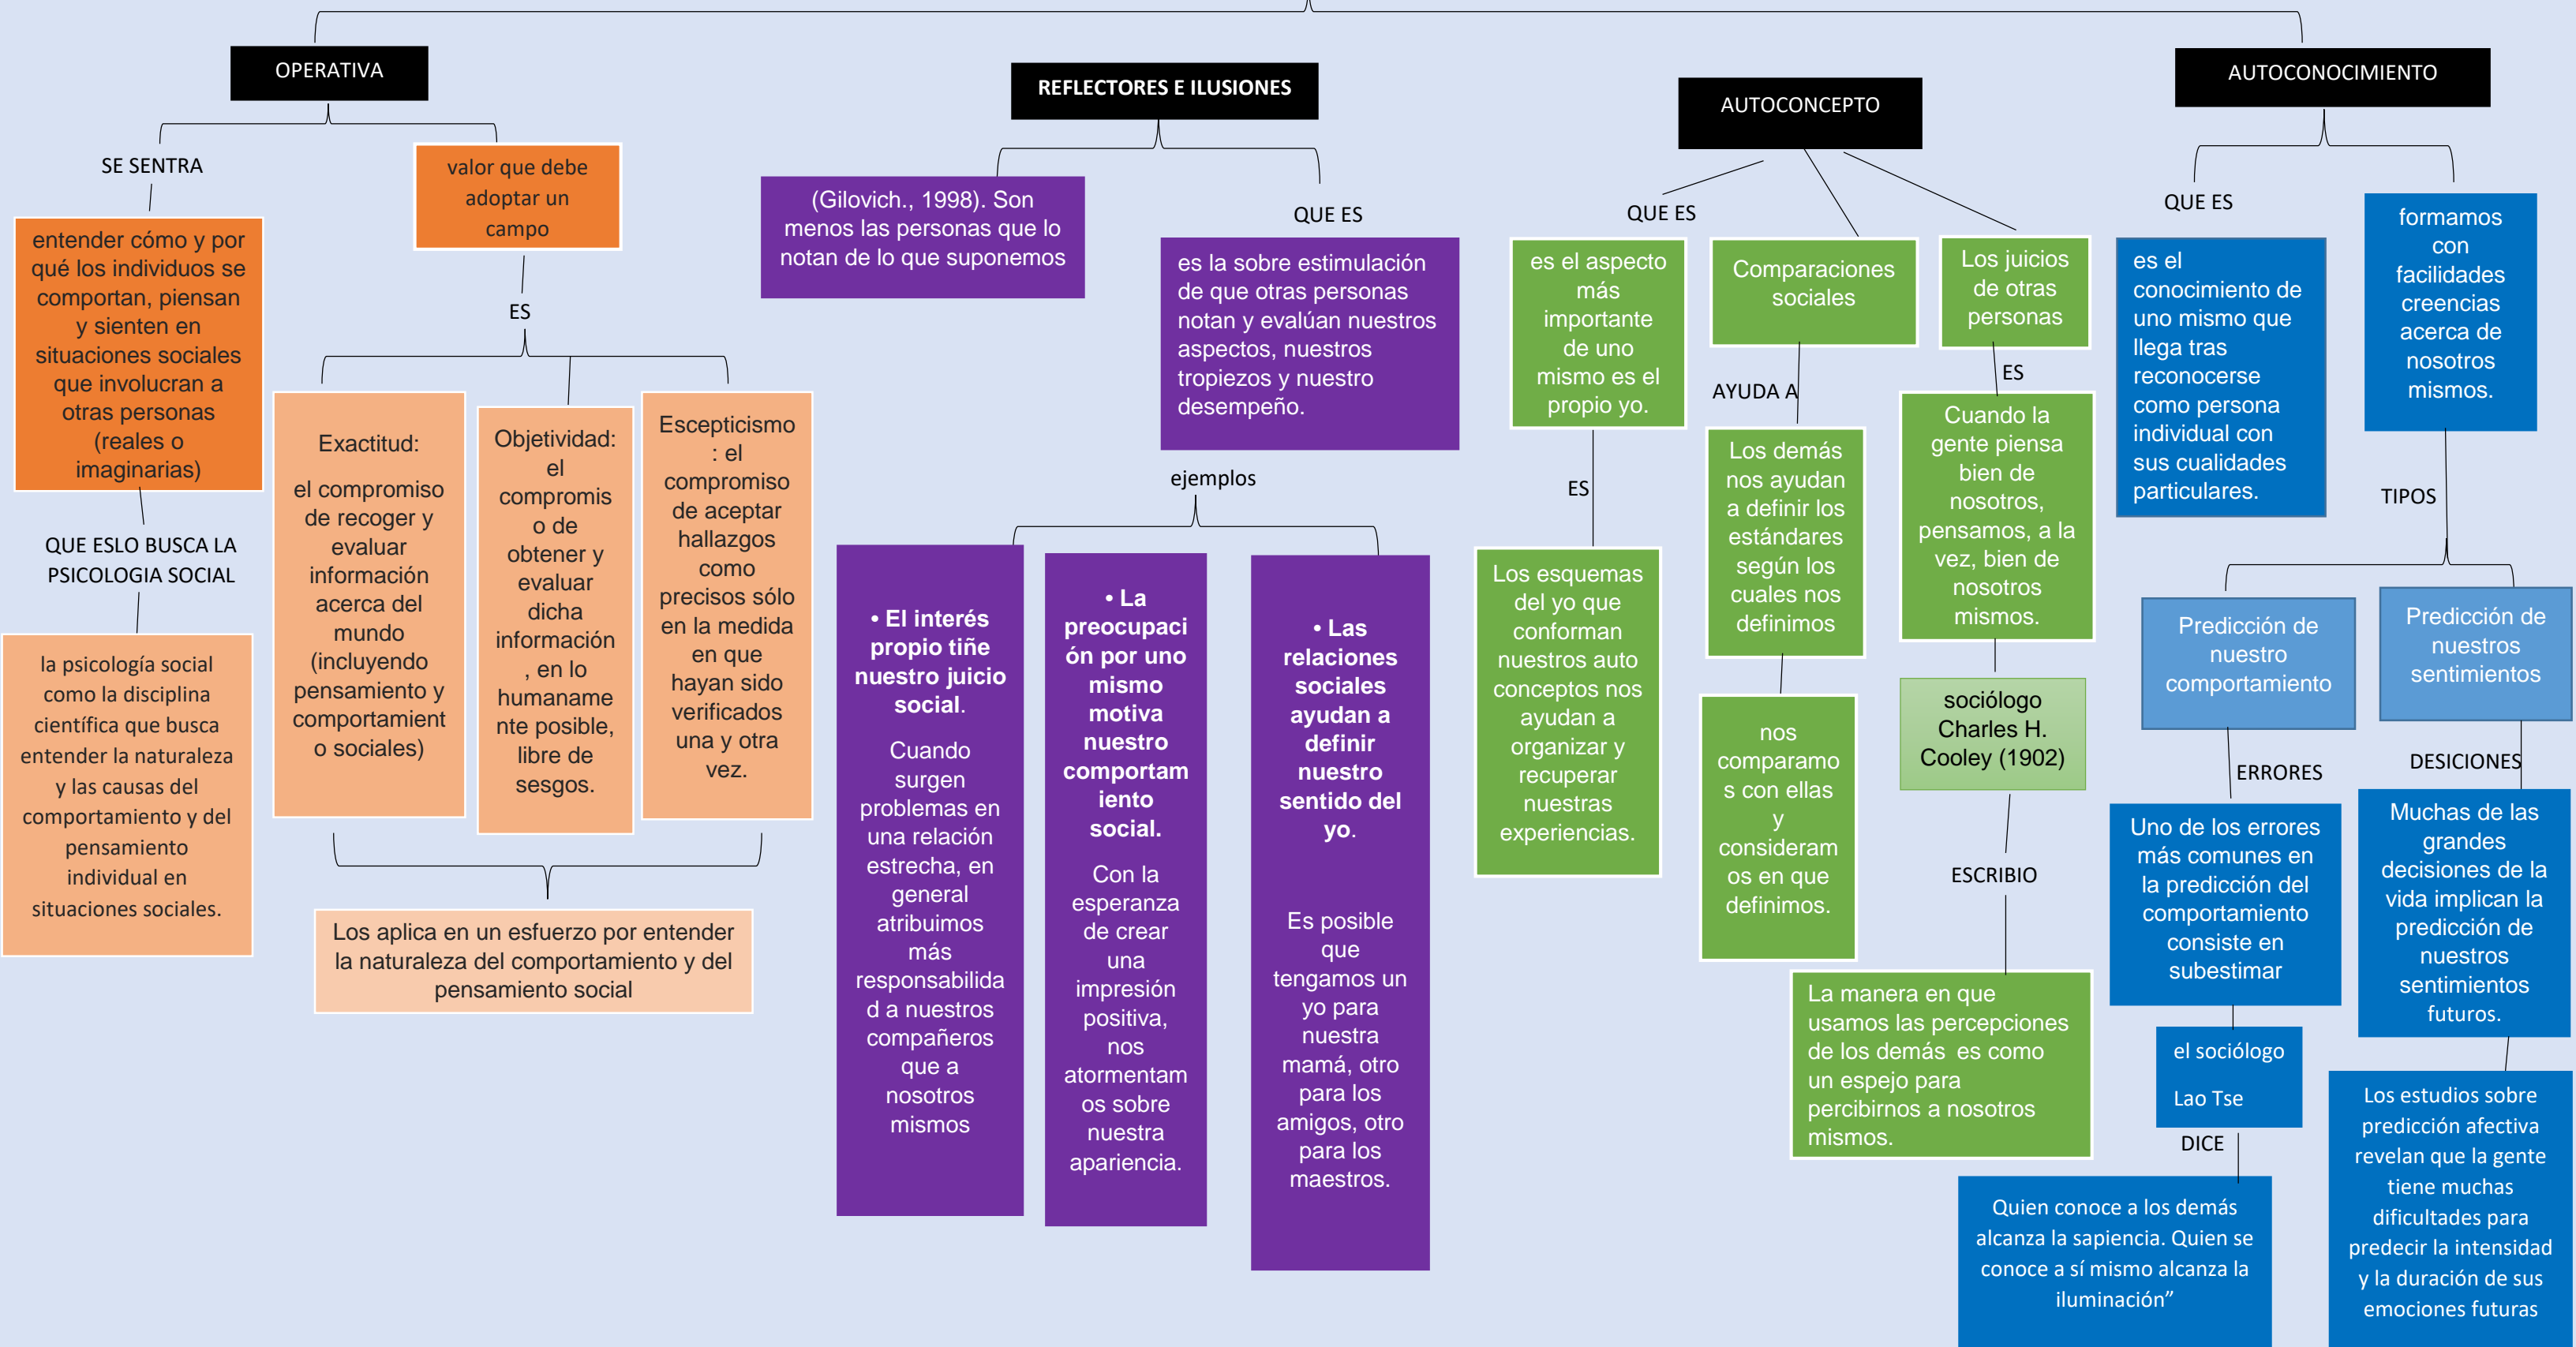 OPERATIVA
SE SENTRA
entender cómo y por
qué los individuos se
comportan, piensan
y sienten en
situaciones sociales
que involucran a
otras personas
(reales o
imaginarias)
QUE ESLO BUSCA LA
PSICOLOGIA SOCIAL
la psicología social
como la disciplina
científica que busca
entender la naturaleza
y las causas del
comportamiento y del
pensamiento
individual en
situaciones sociales.
valor que debe
adoptar un
campo
ES
Exactitud:
el compromiso
de recoger y
evaluar
información
acerca del
mundo
(incluyendo
pensamiento y
comportamient
o sociales)
Objetividad:
el
compromis
o de
obtener y
evaluar
dicha
información
, en lo
humaname
nte posible,
libre de
sesgos.
Escepticismo
: el
compromiso
de aceptar
hallazgos
como
precisos sólo
en la medida
en que
hayan sido
verificados
una y otra
vez.
Los aplica en un esfuerzo por entender
la naturaleza del comportamiento y del
pensamiento social
REFLECTORES E ILUSIONES
(Gilovich., 1998). Son
menos las personas que lo
notan de lo que suponemos
QUE ES
es la sobre estimulación
de que otras personas
notan y evalúan nuestros
aspectos, nuestros
tropiezos y nuestro
desempeño.
ejemplos
• El interés
propio tiñe
nuestro juicio
social.
Cuando
surgen
problemas en
una relación
estrecha, en
general
atribuimos
más
responsabilida
d a nuestros
compañeros
que a
nosotros
mismos
• La
preocupaci
ón por uno
mismo
motiva
nuestro
comportam
iento
social.
Con la
esperanza
de crear
una
impresión
positiva,
nos
atormentam
os sobre
nuestra
apariencia.
• Las
relaciones
sociales
ayudan a
definir
nuestro
sentido del
yo.
Es posible
que
tengamos un
yo para
nuestra
mamá, otro
para los
amigos, otro
para los
maestros.
AUTOCONCEPTO
QUE ES
es el aspecto
más
importante
de uno
mismo es el
propio yo.
ES
Los esquemas
del yo que
conforman
nuestros auto
conceptos nos
ayudan a
organizar y
recuperar
nuestras
experiencias.
Comparaciones
sociales
AYUDA A
Los demás
nos ayudan
a definir los
estándares
según los
cuales nos
definimos
nos
comparamo
s con ellas
y
consideram
os en que
definimos.
Los juicios
de otras
personas
ES
Cuando la
gente piensa
bien de
nosotros,
pensamos, a la
vez, bien de
nosotros
mismos.
sociólogo
Charles H.
Cooley (1902)
ESCRIBIO
La manera en que
usamos las percepciones
de los demás es como
un espejo para
percibirnos a nosotros
mismos.
AUTOCONOCIMIENTO
QUE ES
es el
conocimiento de
uno mismo que
llega tras
reconocerse
como persona
individual con
sus cualidades
particulares.
formamos
con
facilidades
creencias
acerca de
nosotros
mismos.
TIPOS
Predicción de
nuestro
comportamiento
ERRORES
Uno de los errores
más comunes en
la predicción del
comportamiento
consiste en
subestimar
el sociólogo
Lao Tse
DICE
Quien conoce a los demás
alcanza la sapiencia. Quien se
conoce a sí mismo alcanza la
iluminación”
Predicción de
nuestros
sentimientos
DESICIONES
Muchas de las
grandes
decisiones de la
vida implican la
predicción de
nuestros
sentimientos
futuros.
Los estudios sobre
predicción afectiva
revelan que la gente
tiene muchas
dificultades para
predecir la intensidad
y la duración de sus
emociones futuras